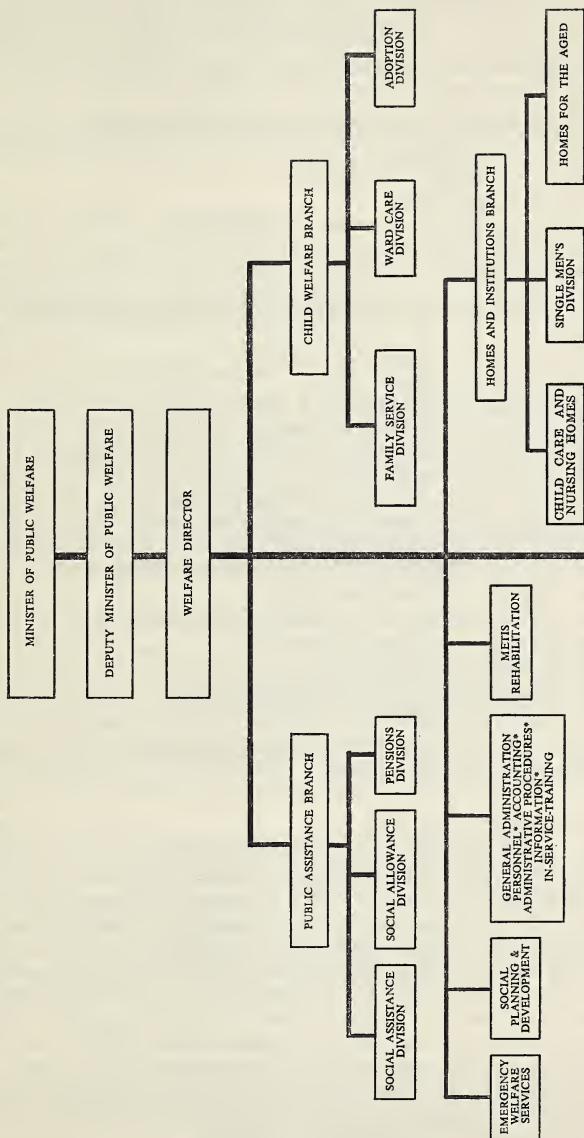 MINISTER OF PUBLIC WELFARE
DEPUTY MINISTER OF PUBLIC WELFARE
WELFARE DIRECTOR
PUBLIC ASSISTANCE BRANCH
CHILD WELFARE BRANCH
SOCIAL ASSISTANCE
DIVISION
SOCIAL ALLOWANCE
DIVISION
PENSIONS
DIVISION
FAMILY SERVICE
DIVISION
WARD CARE
DIVISION
ADOPTION
DIVISION
EMERGENCY
WELFARE
SERVICES
SOCIAL
PLANNING &
DEVELOPMENT
GENERAL ADMINISTRATION
PERSONNEL* ACCOUNTING*
ADMINISTRATIVE PROCEDURES*
INFORMATION*
IN-SERVICE-TRAINING
METIS
REHABILITATION
HOMES AND INSTITUTIONS BRANCH
CHILD CARE AND
NURSING HOMES
SINGLE MEN'S
DIVISION
HOMES FOR THE AGED